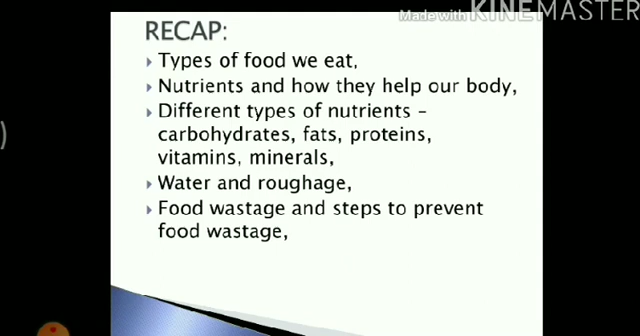 Made with KINEMASTER
RECAP:
Types of food we eat,
Nutrients and how they help our body,
Different types of nutrients –
carbohydrates, fats, proteins,
vitamins, minerals,
Water and roughage,
Food wastage and steps to prevent
food wastage,
)